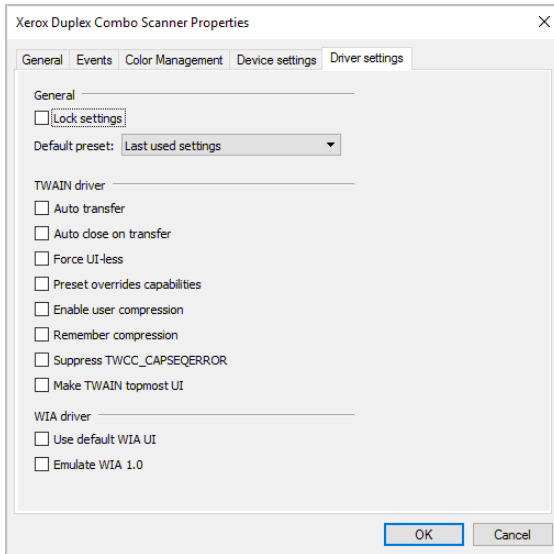 Xerox Duplex Combo Scanner Properties
General Events Color Management Device settings Driver settings
General
Lock settings
Default preset: Last used settings
TWAIN driver
Auto transfer
Auto close on transfer
Force UI-less
Preset overrides capabilities
Enable user compression
Remember compression
Suppress TWCC_CAPSEQERROR
Make TWAIN topmost UI
WIA driver
Use default WIA UI
Emulate WIA 1.0
OK Cancel